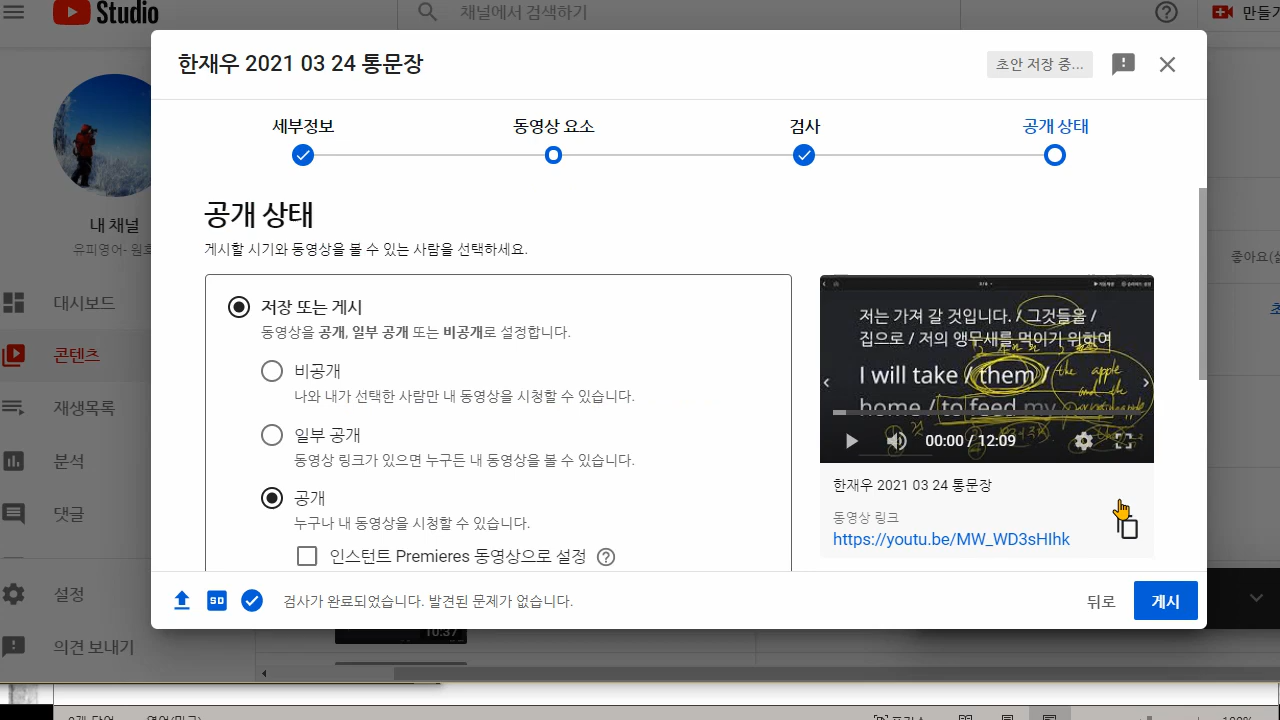 Studio
채널에서 검색하기
만들기
한재우 2021 03 24 통문장
초안 저장 중...
세부정보
동영상 요소
검사
공개 상태
내 채널
유피영어- 원호
대시보드
콘텐츠
재생목록
분석
댓글
설정
의견 보내기
공개 상태
게시할 시기와 동영상을 볼 수 있는 사람을 선택하세요.
저장 또는 게시
동영상을 공개, 일부 공개 또는 비공개로 설정합니다.
비공개
나와 내가 선택한 사람만 내 동영상을 시청할 수 있습니다.
일부 공개
동영상 링크가 있으면 누구든 내 동영상을 볼 수 있습니다.
공개
누구나 내 동영상을 시청할 수 있습니다.
인스턴트 Premieres 동영상으로 설정
저는 가져 갈 것입니다. / 그것들을 /
집으로 / 저의 앵무새를 먹이기 위하여
I will take / them /
the apple
and the
home / to feed my
00:00 / 12:09
한재우 2021 03 24 통문장
동영상 링크
https://youtu.be/MW_WD3sHIhk
좋아요(
SD
검사가 완료되었습니다. 발견된 문제가 없습니다.
뒤로
게시
10:37